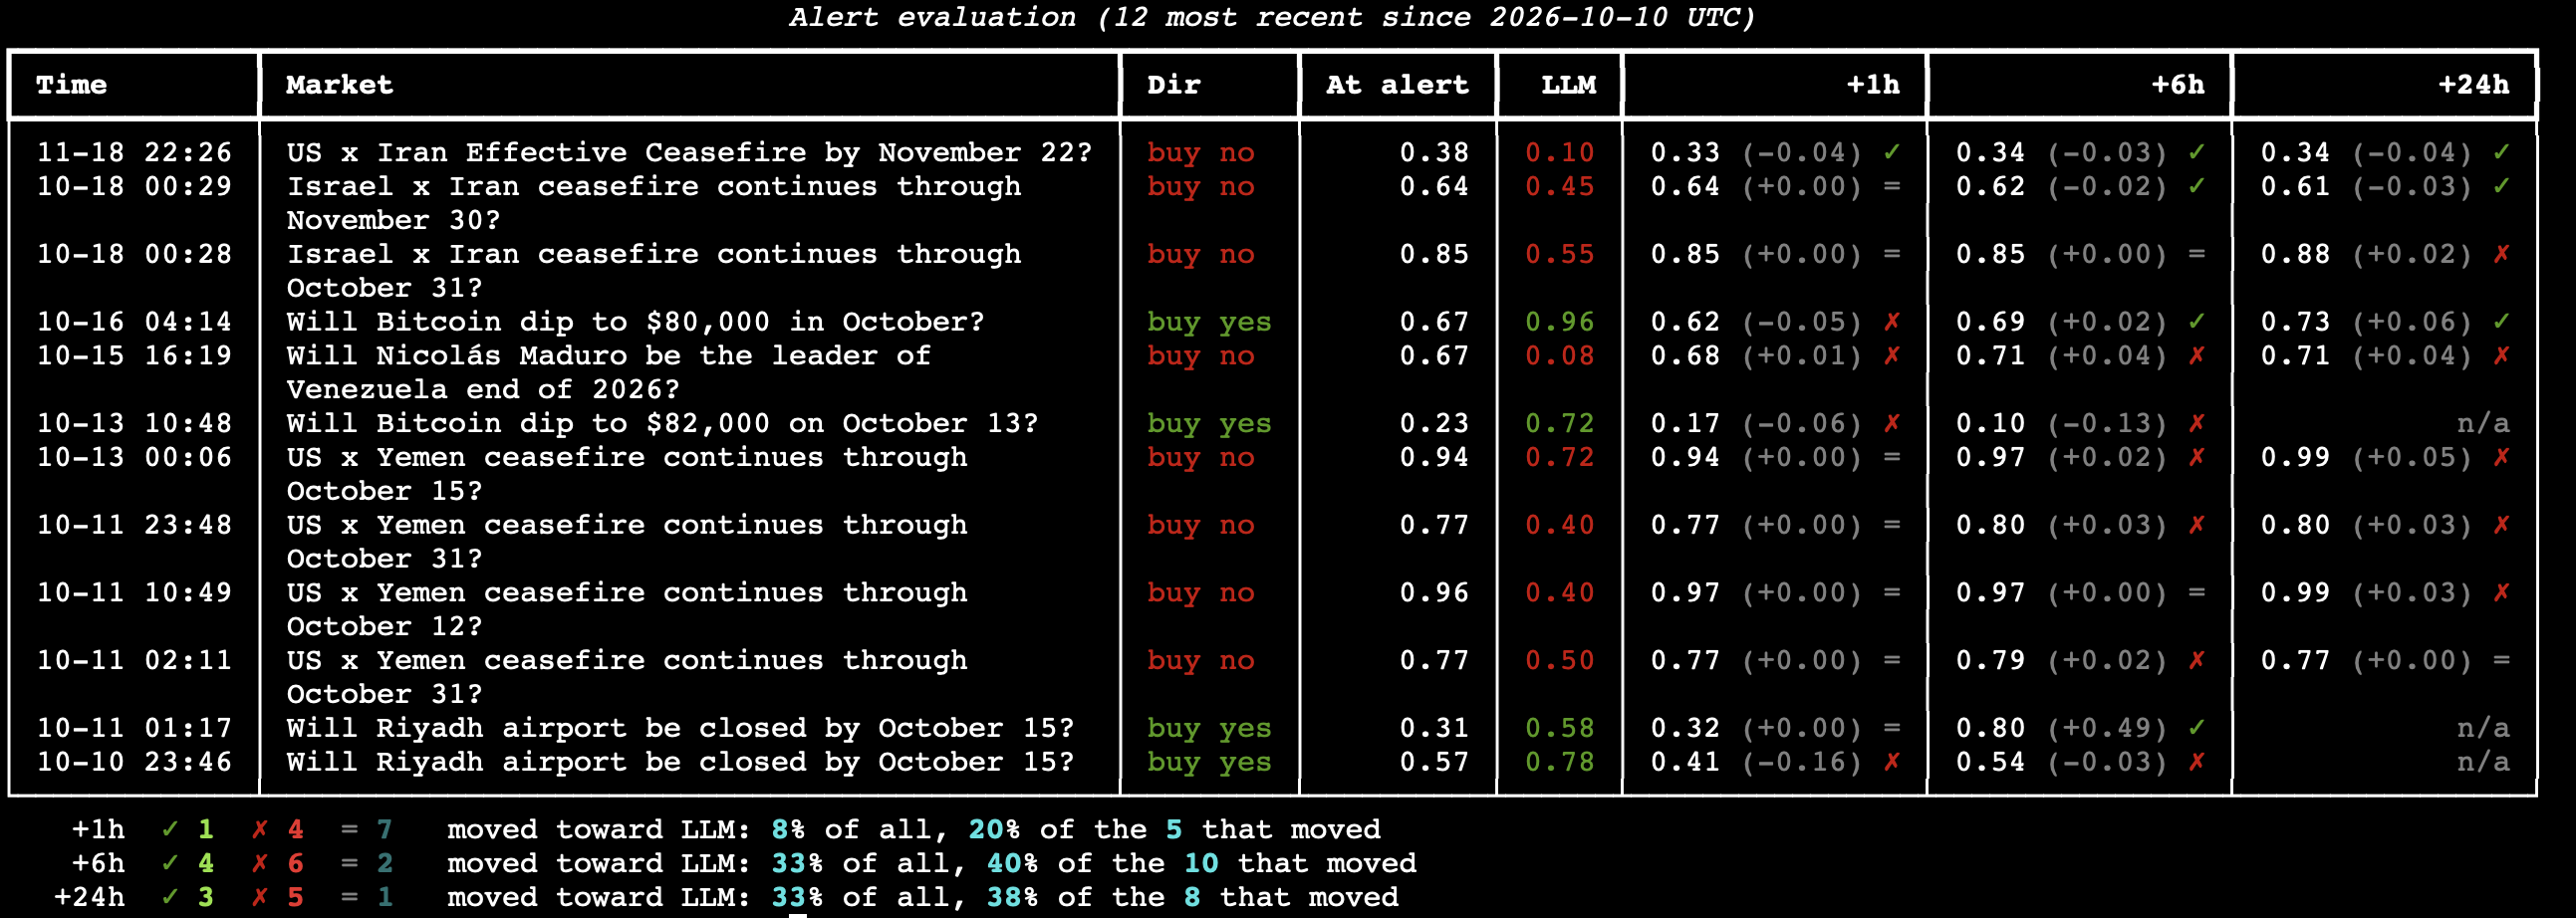 Alert evaluation (12 most recent since 2026-10-10 UTC)
Time Market Dir At alert LLM +1h +6h +24h
11-18 22:26 US x Iran Effective Ceasefire by November 22? buy no 0.38 0.10 0.33 (-0.04) ✓ 0.34 (-0.03) ✓ 0.34 (-0.04) ✓
10-18 00:29 Israel x Iran ceasefire continues through buy no 0.64 0.45 0.64 (+0.00) = 0.62 (-0.02) ✓ 0.61 (-0.03) ✓
November 30?
10-18 00:28 Israel x Iran ceasefire continues through buy no 0.85 0.55 0.85 (+0.00) = 0.85 (+0.00) = 0.88 (+0.02) ✗
October 31?
10-16 04:14 Will Bitcoin dip to $80,000 in October? buy yes 0.67 0.96 0.62 (-0.05) ✗ 0.69 (+0.02) ✓ 0.73 (+0.06) ✓
10-15 16:19 Will Nicolás Maduro be the leader of buy no 0.67 0.08 0.68 (+0.01) ✗ 0.71 (+0.04) ✗ 0.71 (+0.04) ✗
Venezuela end of 2026?
10-13 10:48 Will Bitcoin dip to $82,000 on October 13? buy yes 0.23 0.72 0.17 (-0.06) ✗ 0.10 (-0.13) ✗ n/a
10-13 00:06 US x Yemen ceasefire continues through buy no 0.94 0.72 0.94 (+0.00) = 0.97 (+0.02) ✗ 0.99 (+0.05) ✗
October 15?
10-11 23:48 US x Yemen ceasefire continues through buy no 0.77 0.40 0.77 (+0.00) = 0.80 (+0.03) ✗ 0.80 (+0.03) ✗
October 31?
10-11 10:49 US x Yemen ceasefire continues through buy no 0.96 0.40 0.97 (+0.00) = 0.97 (+0.00) = 0.99 (+0.03) ✗
October 12?
10-11 02:11 US x Yemen ceasefire continues through buy no 0.77 0.50 0.77 (+0.00) = 0.79 (+0.02) ✗ 0.77 (+0.00) =
October 31?
10-11 01:17 Will Riyadh airport be closed by October 15? buy yes 0.31 0.58 0.32 (+0.00) = 0.80 (+0.49) ✓ n/a
10-10 23:46 Will Riyadh airport be closed by October 15? buy yes 0.57 0.78 0.41 (-0.16) ✗ 0.54 (-0.03) ✗ n/a
+1h ✓ 1 ✗ 4 = 7 moved toward LLM: 8% of all, 20% of the 5 that moved
+6h ✓ 4 ✗ 6 = 2 moved toward LLM: 33% of all, 40% of the 10 that moved
+24h ✓ 3 ✗ 5 = 1 moved toward LLM: 33% of all, 38% of the 8 that moved